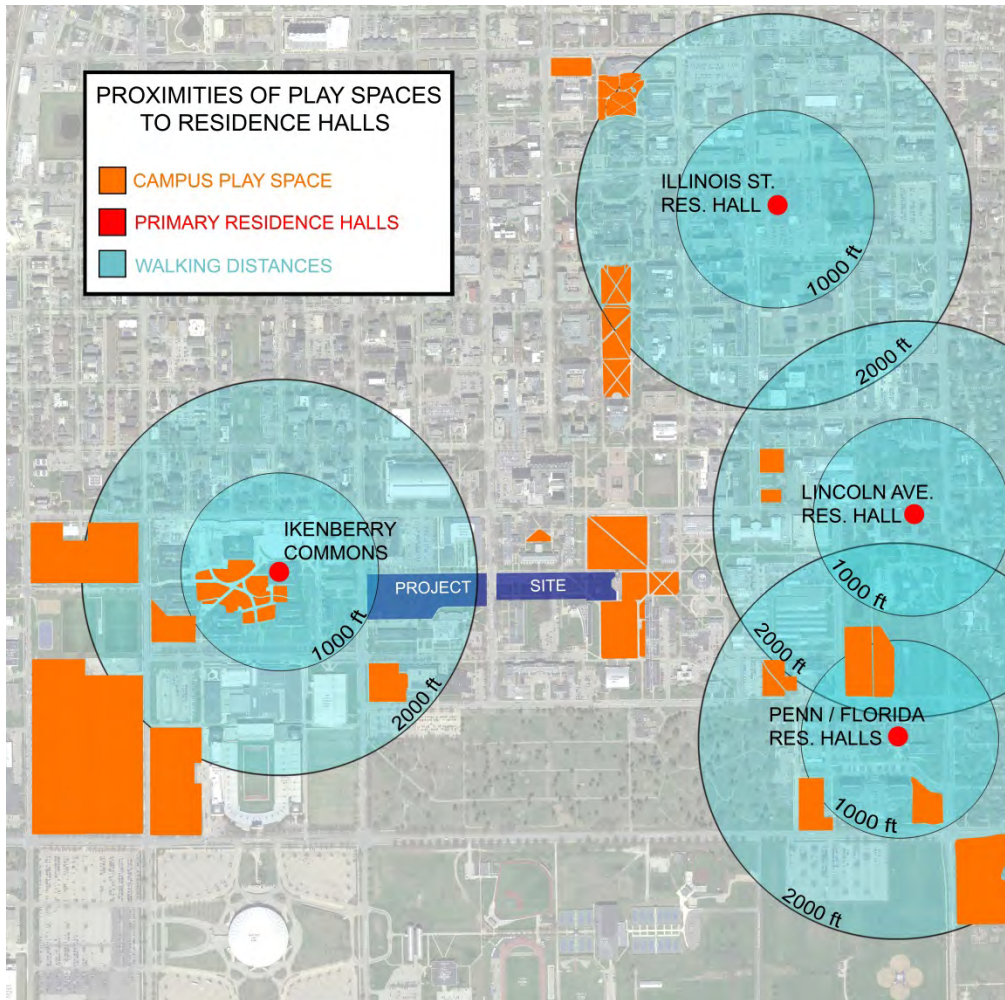 PROXIMITIES OF PLAY SPACES
TO RESIDENCE HALLS
CAMPUS PLAY SPACE
PRIMARY RESIDENCE HALLS
WALKING DISTANCES
ILLINOIS ST.
RES. HALL
1000 ft
2000 ft
LINCOLN AVE.
RES. HALL
1000 ft
2000 ft
IKENBERRY
COMMONS
1000 ft
2000 ft
PROJECT SITE
PENN / FLORIDA
RES. HALLS
1000 ft
2000 ft